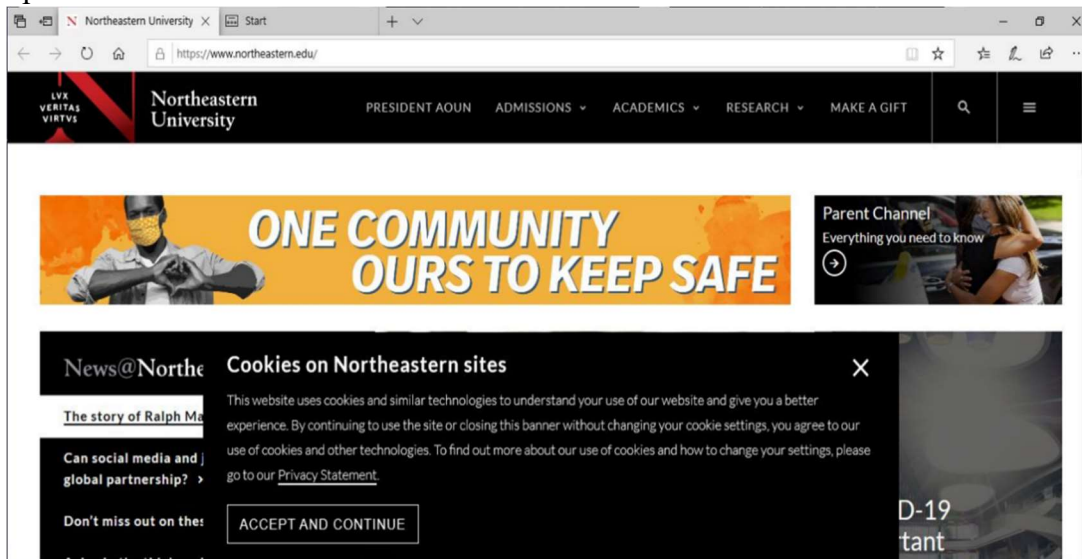 Northeastern University
Start
https://www.northeastern.edu/
LVX
VERITAS
VIRTVS
Northeastern
University
PRESIDENT AOUN ADMISSIONS ACADEMICS RESEARCH MAKE A GIFT
ONE COMMUNITY
OURS TO KEEP SAFE
Parent Channel
Everything you need to know
News@Northe
The story of Ralph Ma
Can social media and j
global partnership?
Don't miss out on thes
Cookies on Northeastern sites
This website uses cookies and similar technologies to understand your use of our website and give you a better
experience. By continuing to use the site or closing this banner without changing your cookie settings, you agree to our
use of cookies and other technologies. To find out more about our use of cookies and how to change your settings, please
go to our Privacy Statement.
ACCEPT AND CONTINUE
D-19
tant